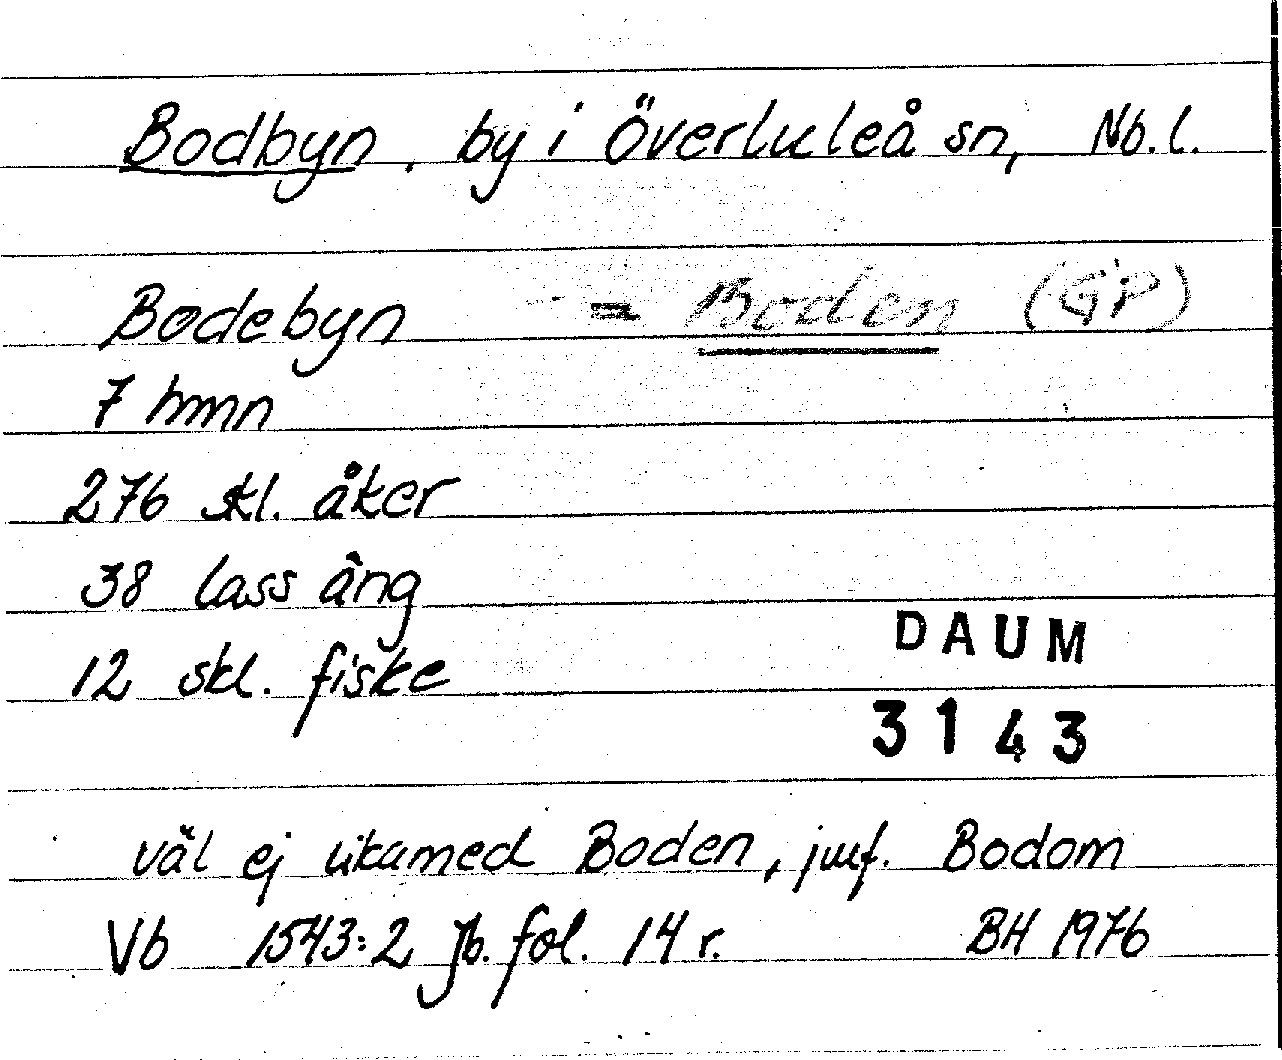 Bodbyn, by i Överluleå sn, Nb. l.
Bodebyn = Boden (GP)
7 hmn
276 skl. åker
38 lass äng
12 skl. fiske
DAUM
3143
väl ej likamed Boden, jmf. Bodom
Vb 1543:2 Jb. fol. 14 r. BH 1976